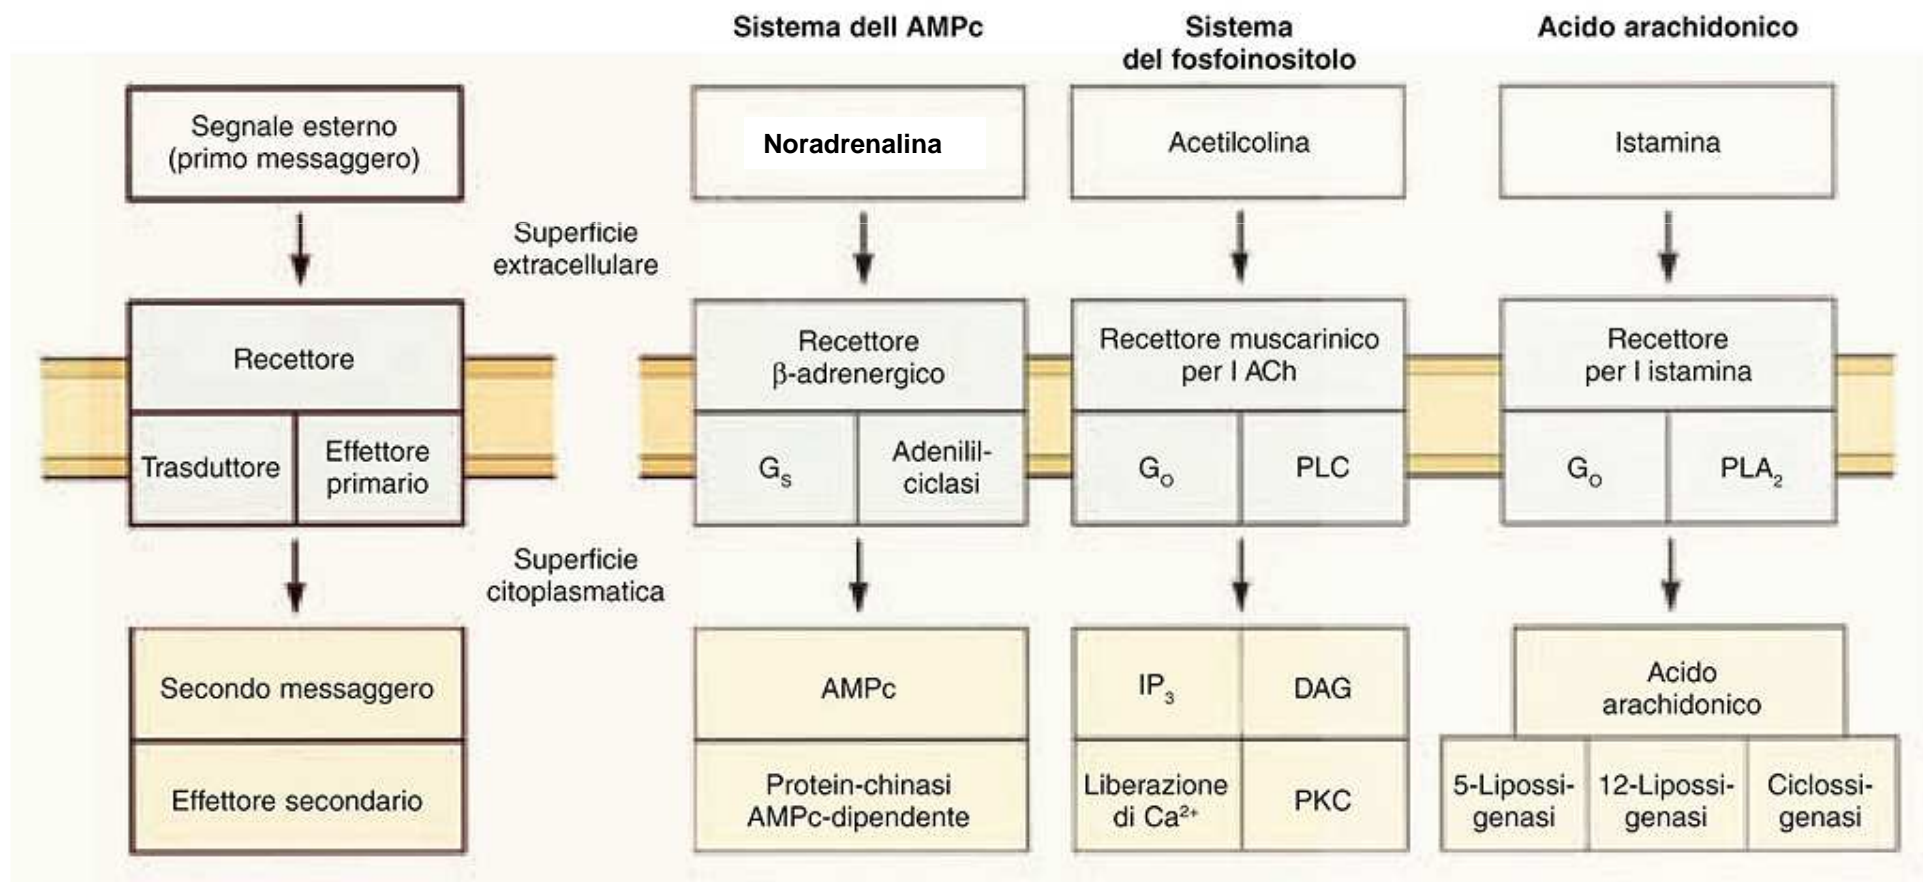 Sistema dell AMPc
Sistema
del fosfoinositolo
Acido arachidonico
Segnale esterno
(primo messaggero)
Noradrenalina
Acetilcolina
Istamina
Superficie
extracellulare
Recettore
Trasduttore
Effettore
primario
Recettore
β-adrenergico
Gₛ
Adenilil-
ciclasi
Recettore muscarinico
per l ACh
Gₒ
PLC
Recettore
per l istamina
Gₒ
PLA₂
Superficie
citoplasmatica
Secondo messaggero
Effettore secondario
AMPc
Protein-chinasi
AMPc-dipendente
IP₃
DAG
Liberazione
di Ca²⁺
PKC
Acido
arachidonico
5-Lipossi-
genasi
12-Lipossi-
genasi
Ciclossi-
genasi